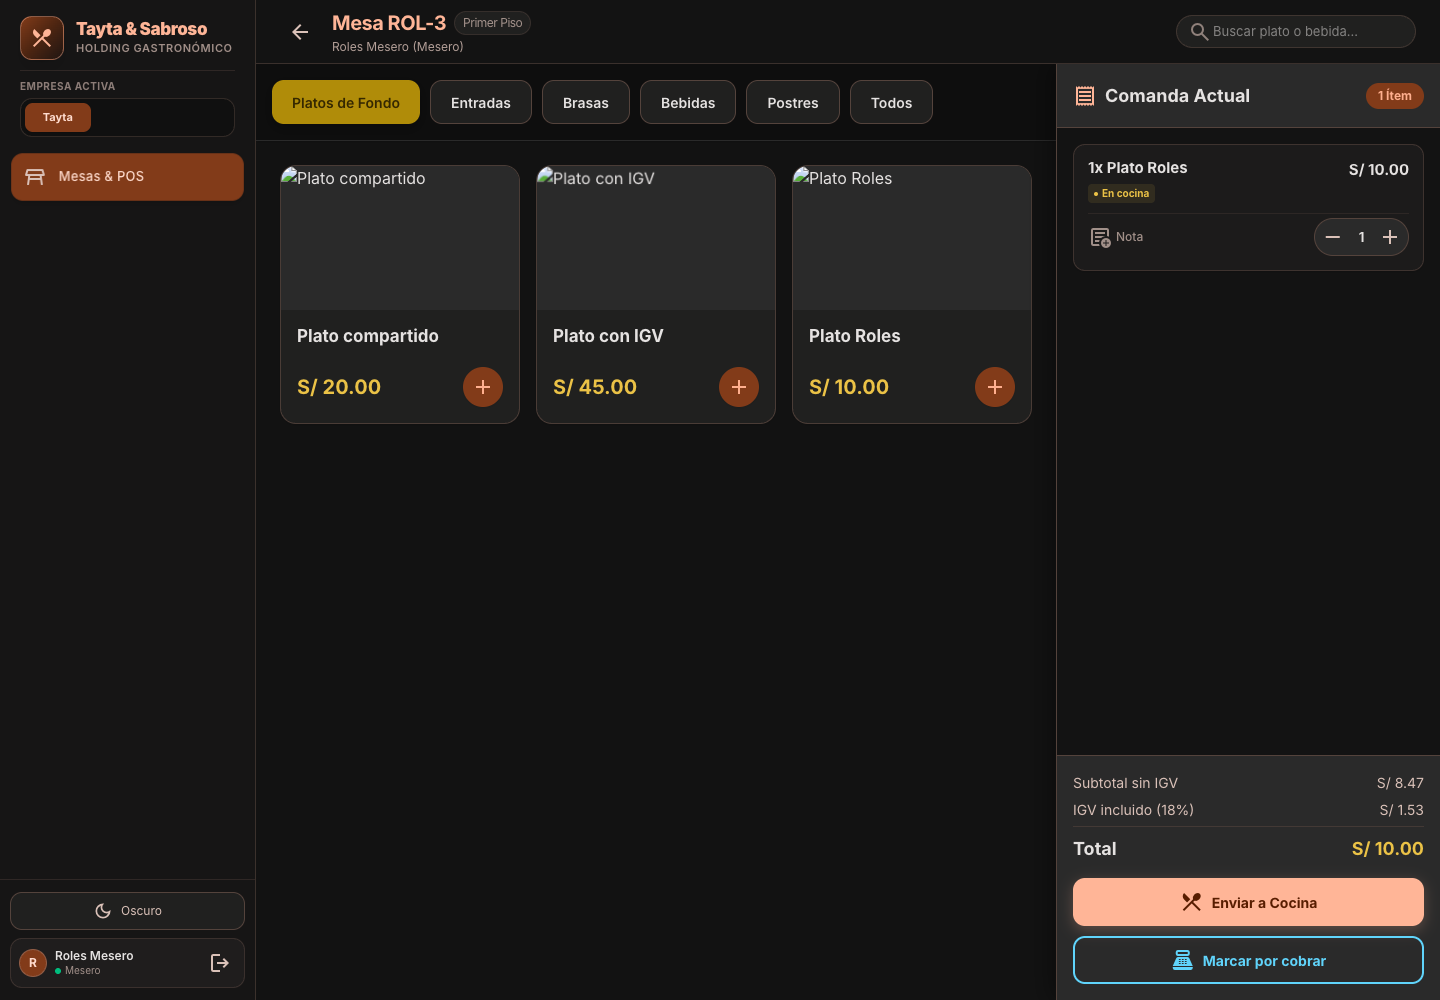 Tayta & Sabroso
HOLDING GASTRONÓMICO
EMPRESA ACTIVA
Tayta
Mesas & POS
Oscuro
R
Roles Mesero
Mesero
Mesa ROL-3
Primer Piso
Roles Mesero (Mesero)
Buscar plato o bebida...
Platos de Fondo
Entradas
Brasas
Bebidas
Postres
Todos
Plato compartido
Plato compartido
S/ 20.00
Plato con IGV
Plato con IGV
S/ 45.00
Plato Roles
Plato Roles
S/ 10.00
Comanda Actual
1 Ítem
1x Plato Roles
S/ 10.00
En cocina
Nota
1
Subtotal sin IGV
S/ 8.47
IGV incluido (18%)
S/ 1.53
Total
S/ 10.00
Enviar a Cocina
Marcar por cobrar